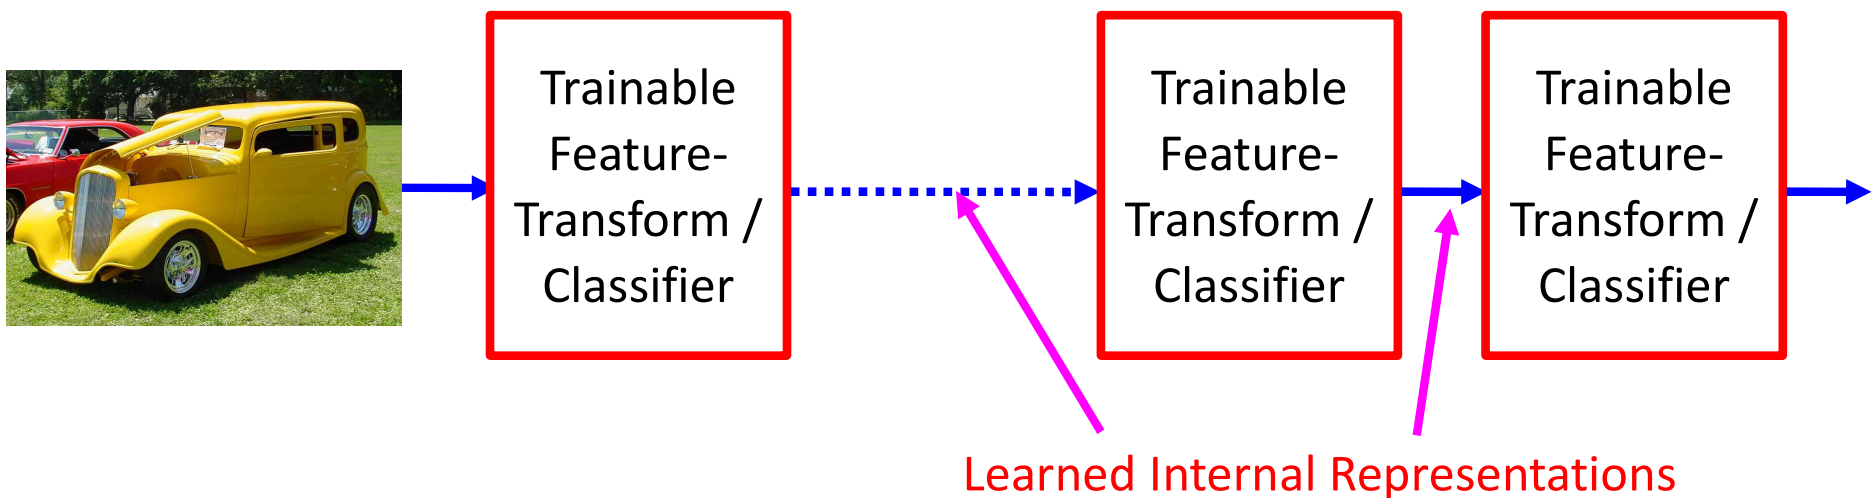 Trainable
Feature-
Transform /
Classifier
Trainable
Feature-
Transform /
Classifier
Trainable
Feature-
Transform /
Classifier
Learned Internal Representations